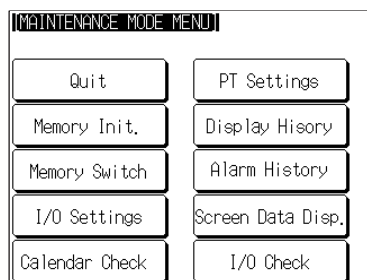 [MAINTENANCE MODE MENU]
Quit
PT Settings
Memory Init.
Display Hisory
Memory Switch
Alarm History
I/O Settings
Screen Data Disp.
Calendar Check
I/O Check